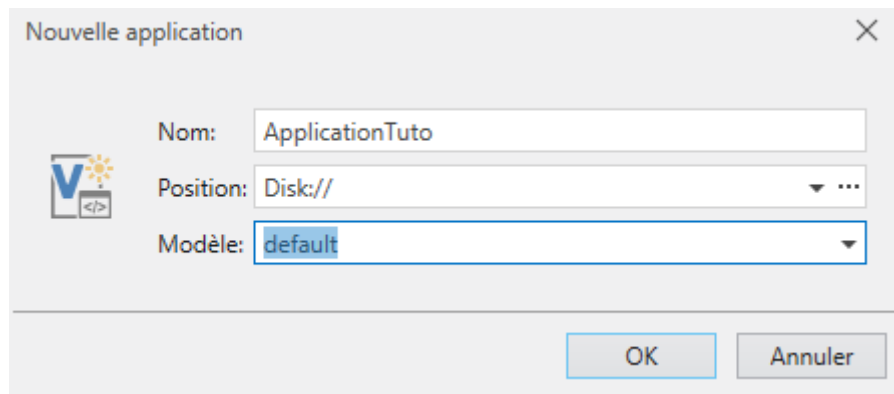 Nouvelle application
Nom: ApplicationTuto
Position: Disk://
Modèle: default
OK Annuler